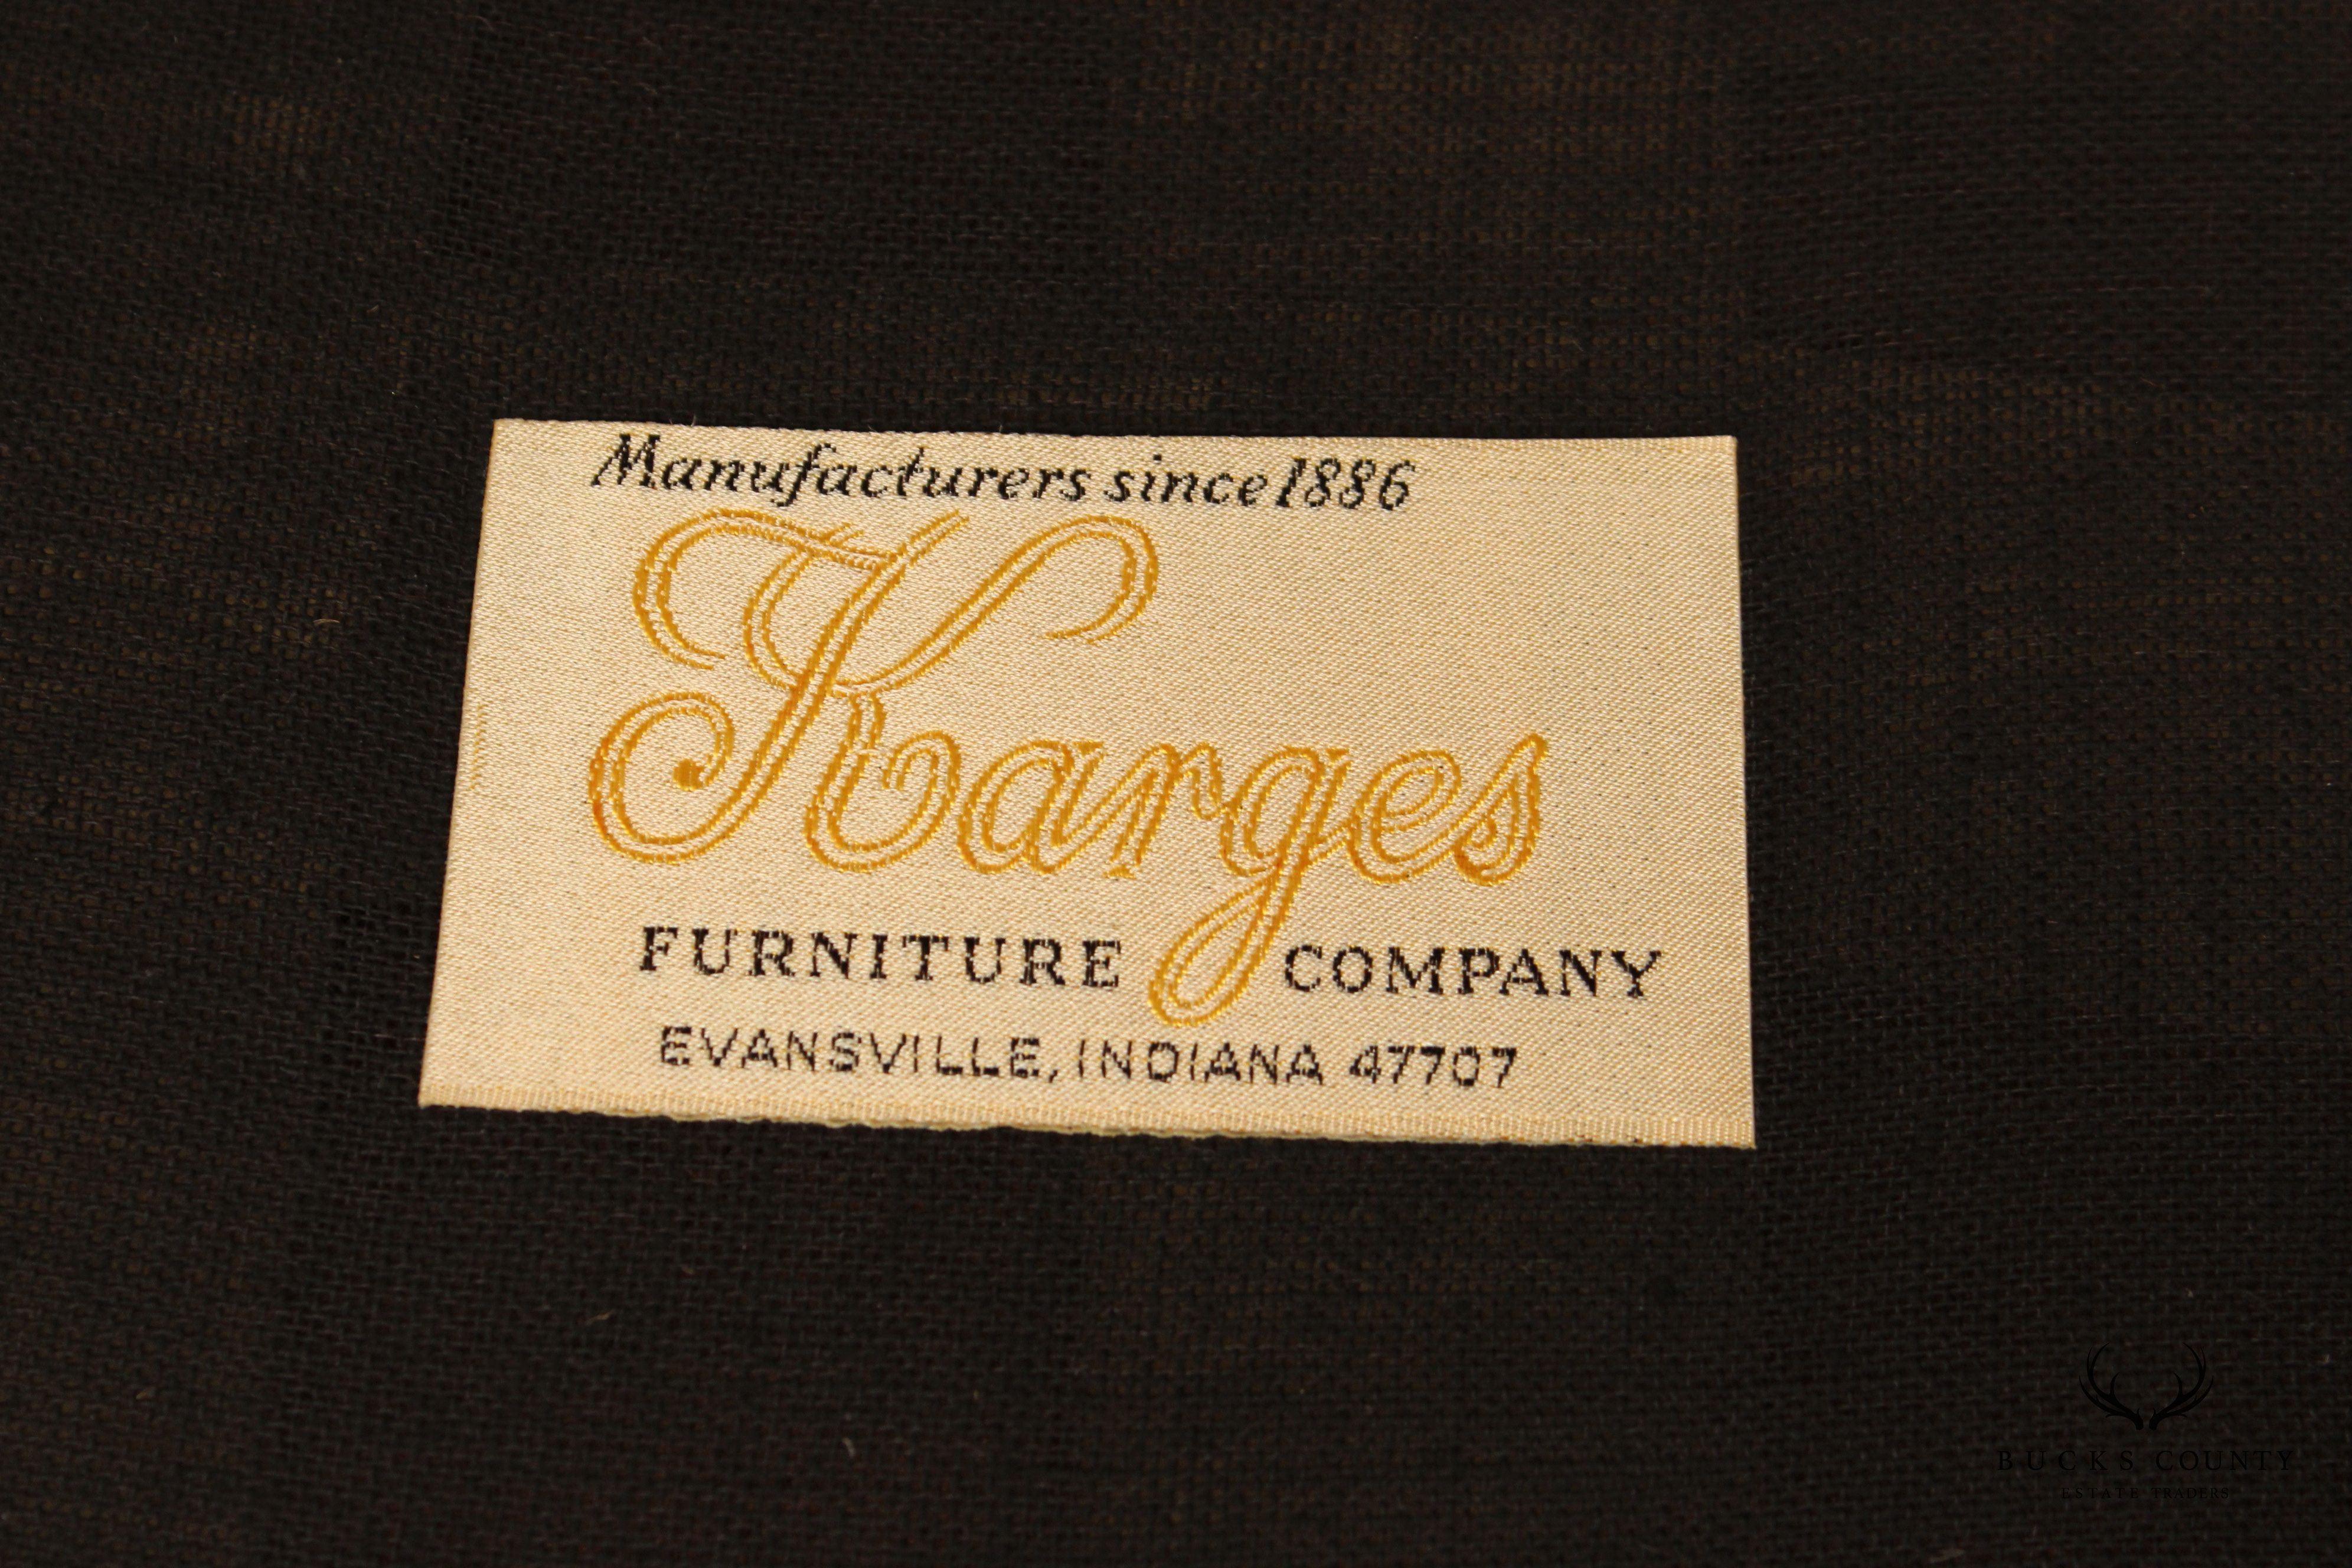 Manufacturers since 1886
Karges
FURNITURE COMPANY
EVANSVILLE, INDIANA 47707
BUCKS COUNTY
ESTATE TRADERS